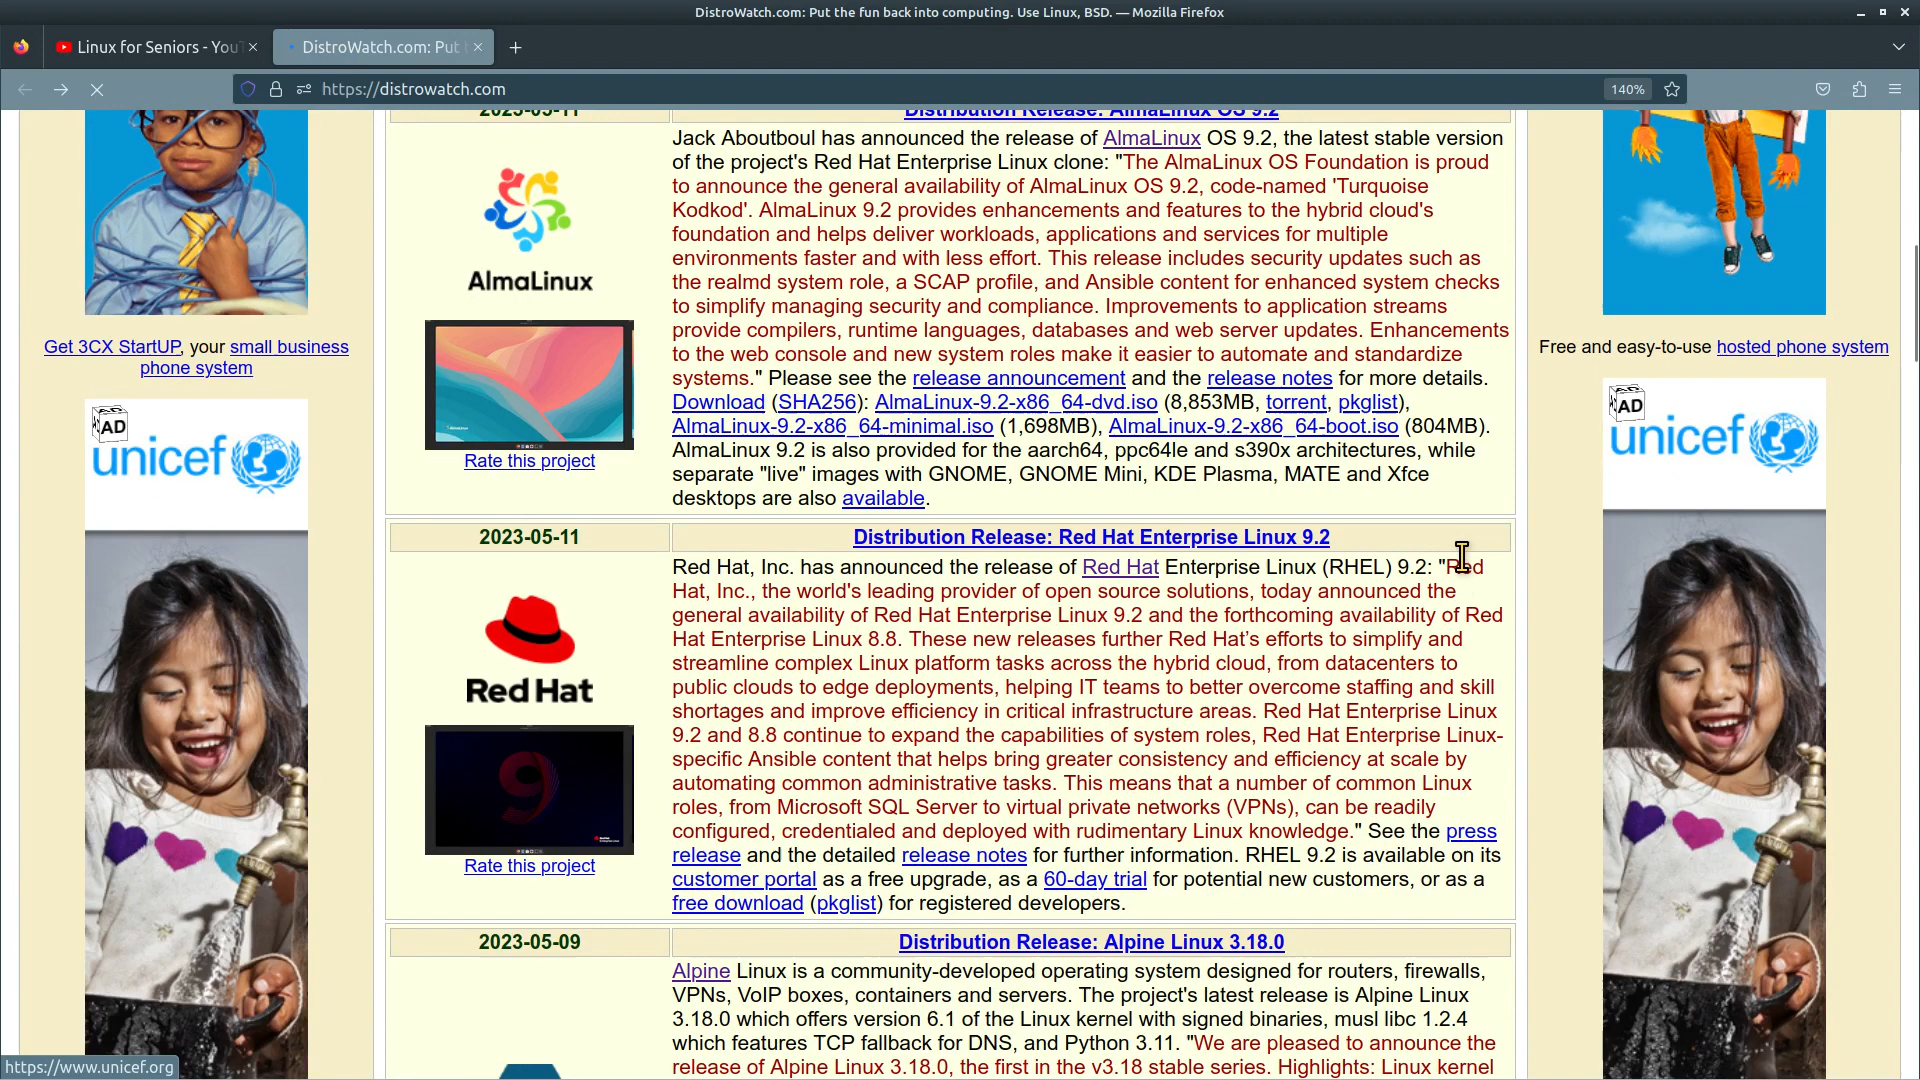 DistroWatch.com: Put the fun back into computing. Use Linux, BSD. — Mozilla Firefox
Linux for Seniors - You
DistroWatch.com: Put
https://distrowatch.com
140%
2023-05-11
Distribution Release: AlmaLinux OS 9.2
Jack Aboutboul has announced the release of AlmaLinux OS 9.2, the latest stable version
of the project's Red Hat Enterprise Linux clone: "The AlmaLinux OS Foundation is proud
to announce the general availability of AlmaLinux OS 9.2, code-named 'Turquoise
Kodkod'. AlmaLinux 9.2 provides enhancements and features to the hybrid cloud's
foundation and helps deliver workloads, applications and services for multiple
environments faster and with less effort. This release includes security updates such as
the realmd system role, a SCAP profile, and Ansible content for enhanced system checks
to simplify managing security and compliance. Improvements to application streams
provide compilers, runtime languages, databases and web server updates. Enhancements
to the web console and new system roles make it easier to automate and standardize
systems." Please see the release announcement and the release notes for more details.
Download (SHA256): AlmaLinux-9.2-x86_64-dvd.iso (8,853MB, torrent, pkglist),
AlmaLinux-9.2-x86_64-minimal.iso (1,698MB), AlmaLinux-9.2-x86_64-boot.iso (804MB).
AlmaLinux 9.2 is also provided for the aarch64, ppc64le and s390x architectures, while
separate "live" images with GNOME, GNOME Mini, KDE Plasma, MATE and Xfce
desktops are also available.
AlmaLinux
Rate this project
2023-05-11
Distribution Release: Red Hat Enterprise Linux 9.2
Red Hat, Inc. has announced the release of Red Hat Enterprise Linux (RHEL) 9.2: "Red
Hat, Inc., the world's leading provider of open source solutions, today announced the
general availability of Red Hat Enterprise Linux 9.2 and the forthcoming availability of Red
Hat Enterprise Linux 8.8. These new releases further Red Hat’s efforts to simplify and
streamline complex Linux platform tasks across the hybrid cloud, from datacenters to
public clouds to edge deployments, helping IT teams to better overcome staffing and skill
shortages and improve efficiency in critical infrastructure areas. Red Hat Enterprise Linux
9.2 and 8.8 continue to expand the capabilities of system roles, Red Hat Enterprise Linux-
specific Ansible content that helps bring greater consistency and efficiency at scale by
automating common administrative tasks. This means that a number of common Linux
roles, from Microsoft SQL Server to virtual private networks (VPNs), can be readily
configured, credentialed and deployed with rudimentary Linux knowledge." See the press
release and the detailed release notes for further information. RHEL 9.2 is available on its
customer portal as a free upgrade, as a 60-day trial for potential new customers, or as a
free download (pkglist) for registered developers.
Red Hat
9
Rate this project
2023-05-09
Distribution Release: Alpine Linux 3.18.0
Alpine Linux is a community-developed operating system designed for routers, firewalls,
VPNs, VoIP boxes, containers and servers. The project's latest release is Alpine Linux
3.18.0 which offers version 6.1 of the Linux kernel with signed binaries, musl libc 1.2.4
which features TCP fallback for DNS, and Python 3.11. "We are pleased to announce the
release of Alpine Linux 3.18.0, the first in the v3.18 stable series. Highlights: Linux kernel
Get 3CX StartUP, your small business
phone system
AD
unicef
Free and easy-to-use hosted phone system
AD
unicef
https://www.unicef.org